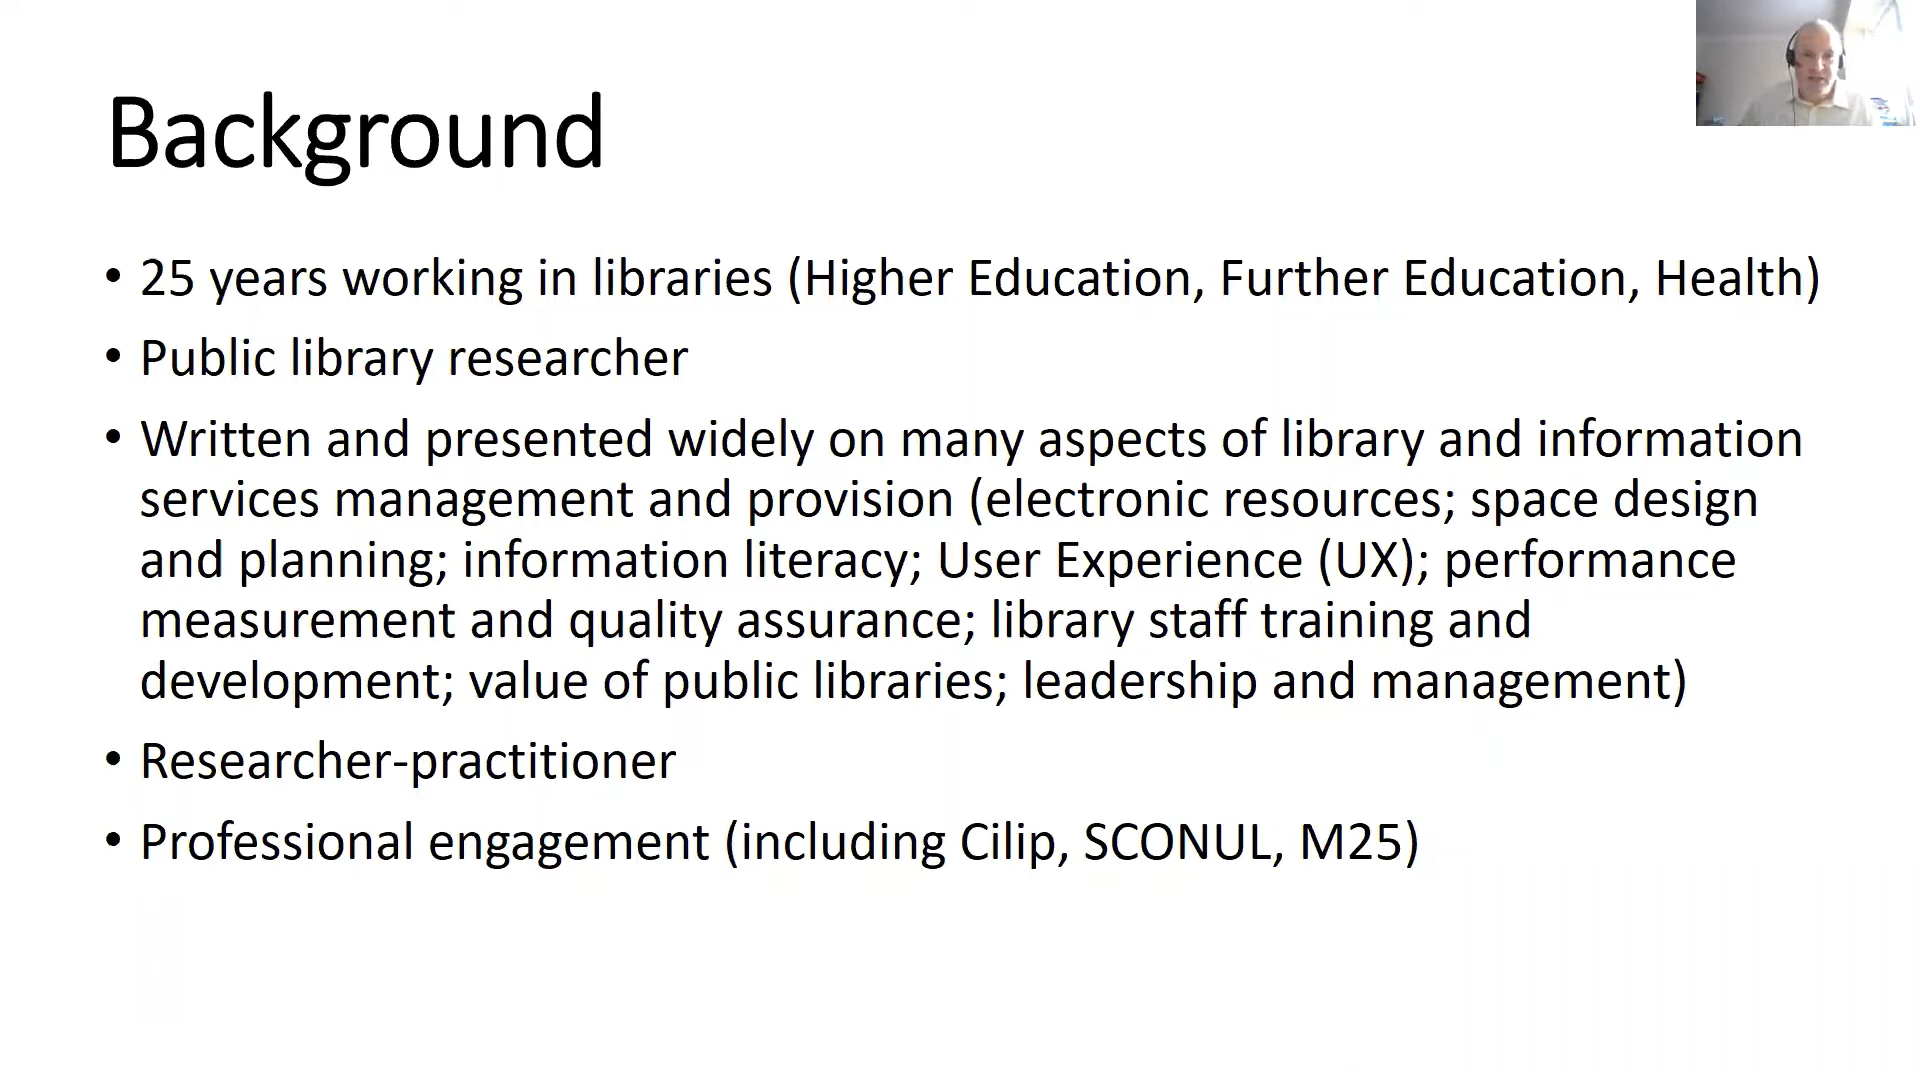 Background
• 25 years working in libraries (Higher Education, Further Education, Health)
• Public library researcher
• Written and presented widely on many aspects of library and information
services management and provision (electronic resources; space design
and planning; information literacy; User Experience (UX); performance
measurement and quality assurance; library staff training and
development; value of public libraries; leadership and management)
• Researcher-practitioner
• Professional engagement (including Cilip, SCONUL, M25)